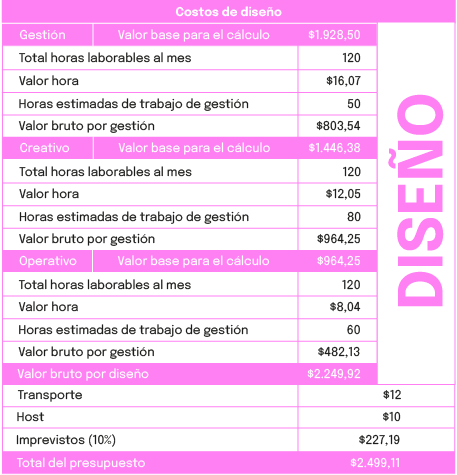 Costos de diseño
Gestión Valor base para el cálculo $1.928,50
Total horas laborables al mes 120
Valor hora $16,07
Horas estimadas de trabajo de gestión 50
Valor bruto por gestión $803,54
Creativo Valor base para el cálculo $1.446,38
Total horas laborables al mes 120
Valor hora $12,05
Horas estimadas de trabajo de gestión 80
Valor bruto por gestión $964,25
Operativo Valor base para el cálculo $964,25
Total horas laborables al mes 120
Valor hora $8,04
Horas estimadas de trabajo de gestión 60
Valor bruto por gestión $482,13
Valor bruto por diseño $2.249,92
DISEÑO
Transporte $12
Host $10
Imprevistos (10%) $227,19
Total del presupuesto $2.499,11